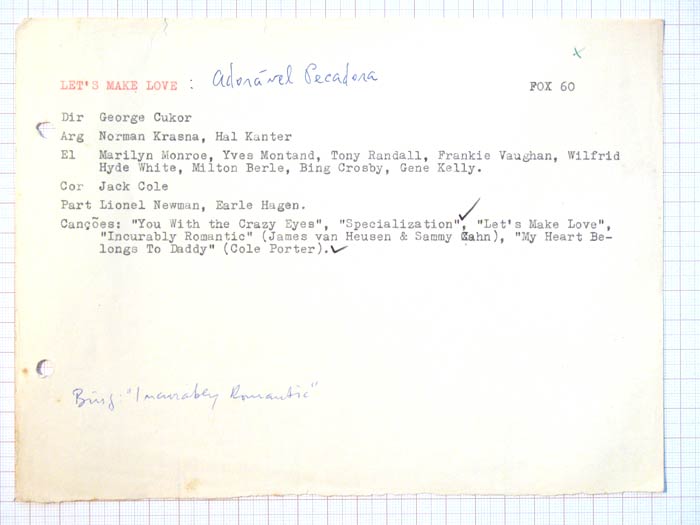 LET'S MAKE LOVE : Adorável Pecadora FOX 60
Dir George Cukor
Arg Norman Krasna, Hal Kanter
El Marilyn Monroe, Yves Montand, Tony Randall, Frankie Vaughan, Wilfrid
Hyde White, Milton Berle, Bing Crosby, Gene Kelly.
Cor Jack Cole
Part Lionel Newman, Earle Hagen.
Canções: "You With the Crazy Eyes", "Specialization", "Let's Make Love",
"Incurably Romantic" (James van Heusen & Sammy Cahn), "My Heart Be-
longs To Daddy" (Cole Porter).
Bing: "Incurabley Romantic"